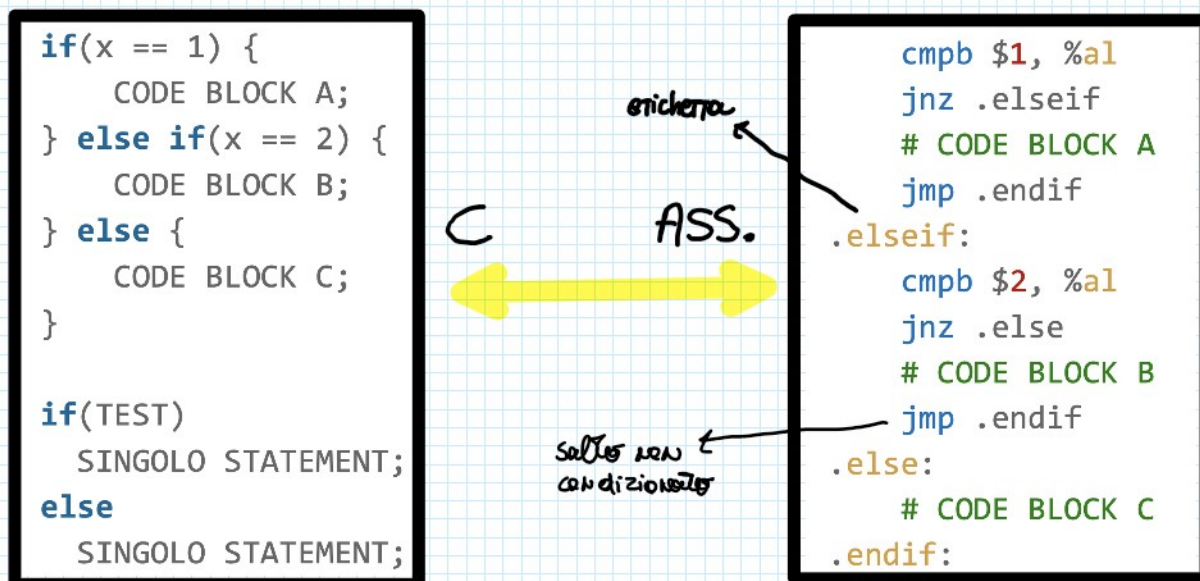 if(x == 1) {
CODE BLOCK A;
} else if(x == 2) {
CODE BLOCK B;
} else {
CODE BLOCK C;
}
if(TEST)
SINGOLO STATEMENT;
else
SINGOLO STATEMENT;
etichetta
C ASS.
salto non
condizionato
cmpb $1, %al
jnz .elseif
# CODE BLOCK A
jmp .endif
.elseif:
cmpb $2, %al
jnz .else
# CODE BLOCK B
jmp .endif
.else:
# CODE BLOCK C
.endif: